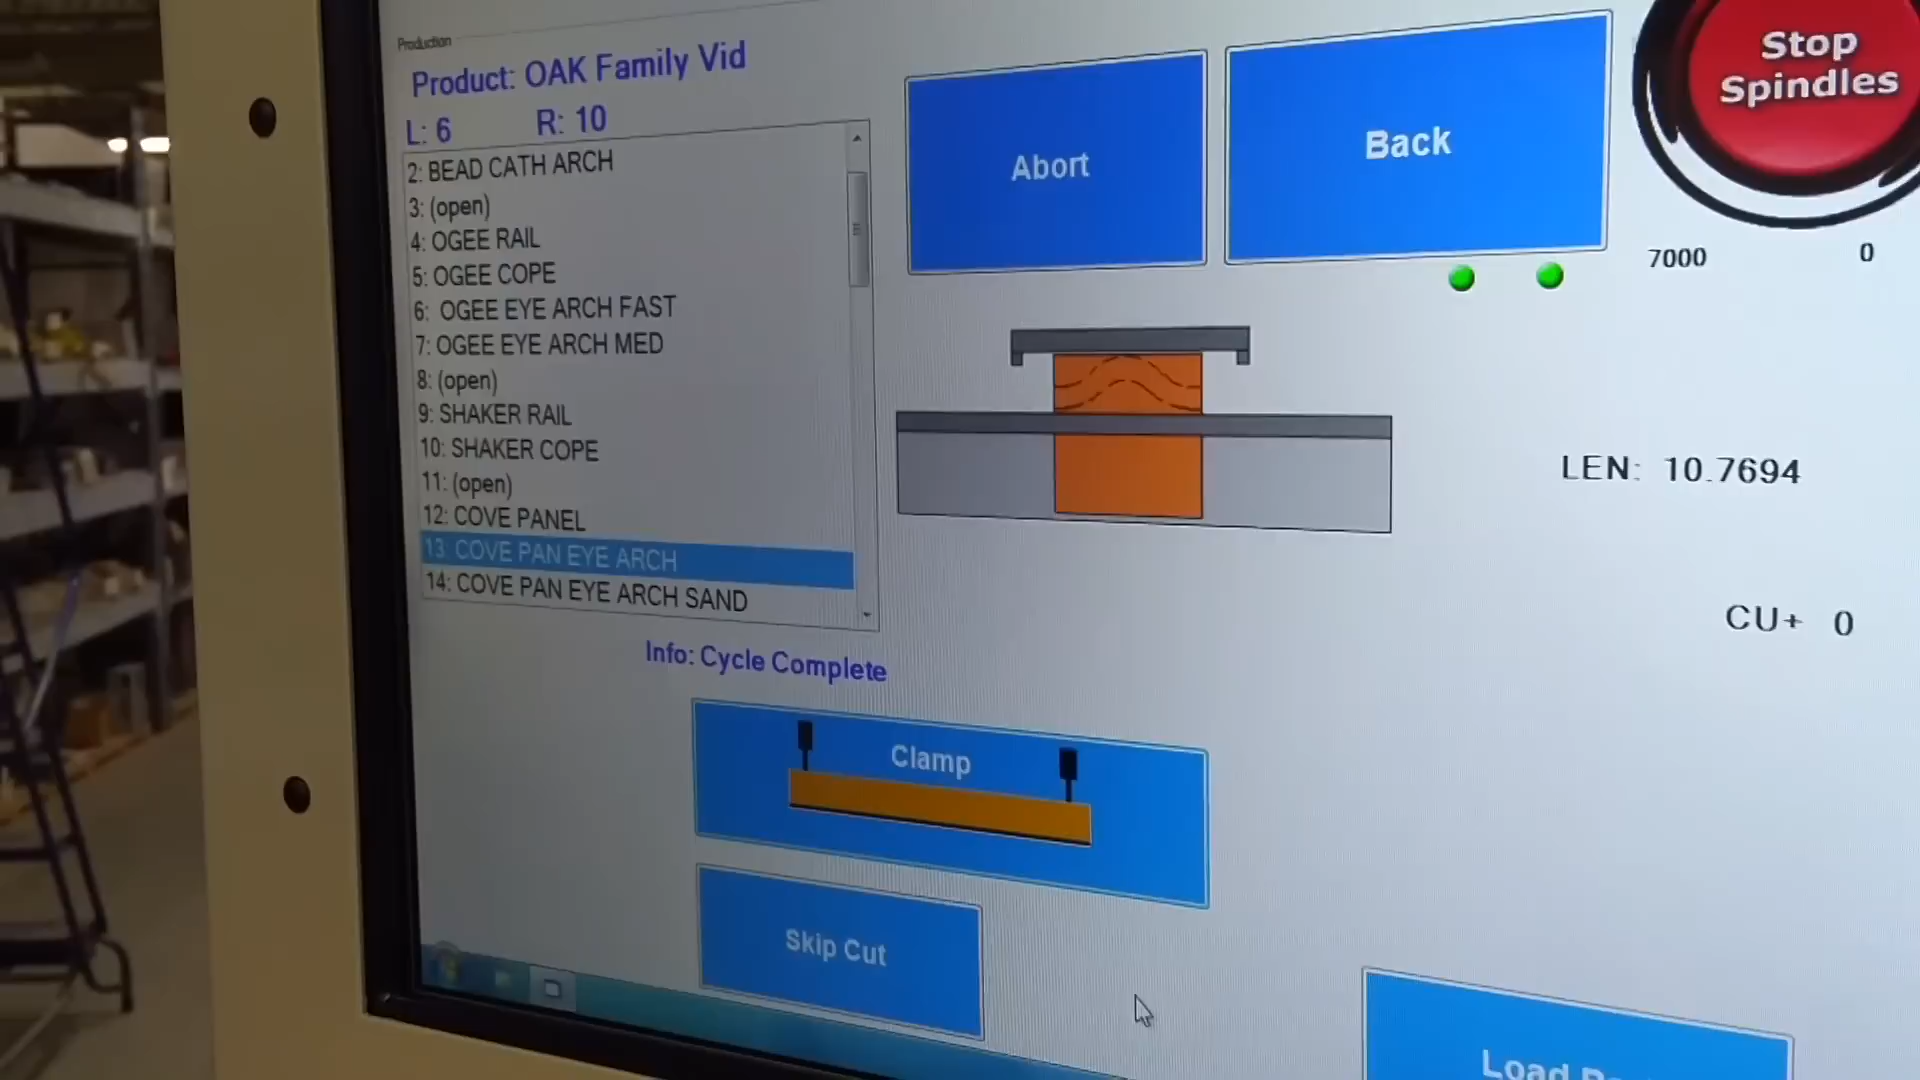 Production
Product: OAK Family Vid
L: 6 R: 10
2: BEAD CATH ARCH
3: (open)
4: OGEE RAIL
5: OGEE COPE
6: OGEE EYE ARCH FAST
7: OGEE EYE ARCH MED
8: (open)
9: SHAKER RAIL
10: SHAKER COPE
11: (open)
12: COVE PANEL
13: COVE PAN EYE ARCH
14: COVE PAN EYE ARCH SAND
Info: Cycle Complete
Clamp
Skip Cut
Abort
Back
Stop
Spindles
7000 0
LEN: 10.7694
CU+ 0
Load